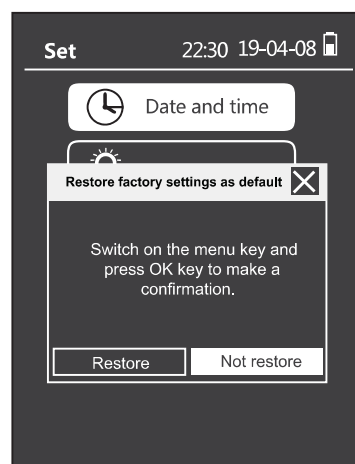 Set 22:30 19-04-08
Date and time
Restore factory settings as default
Switch on the menu key and
press OK key to make a
confirmation.
Restore Not restore